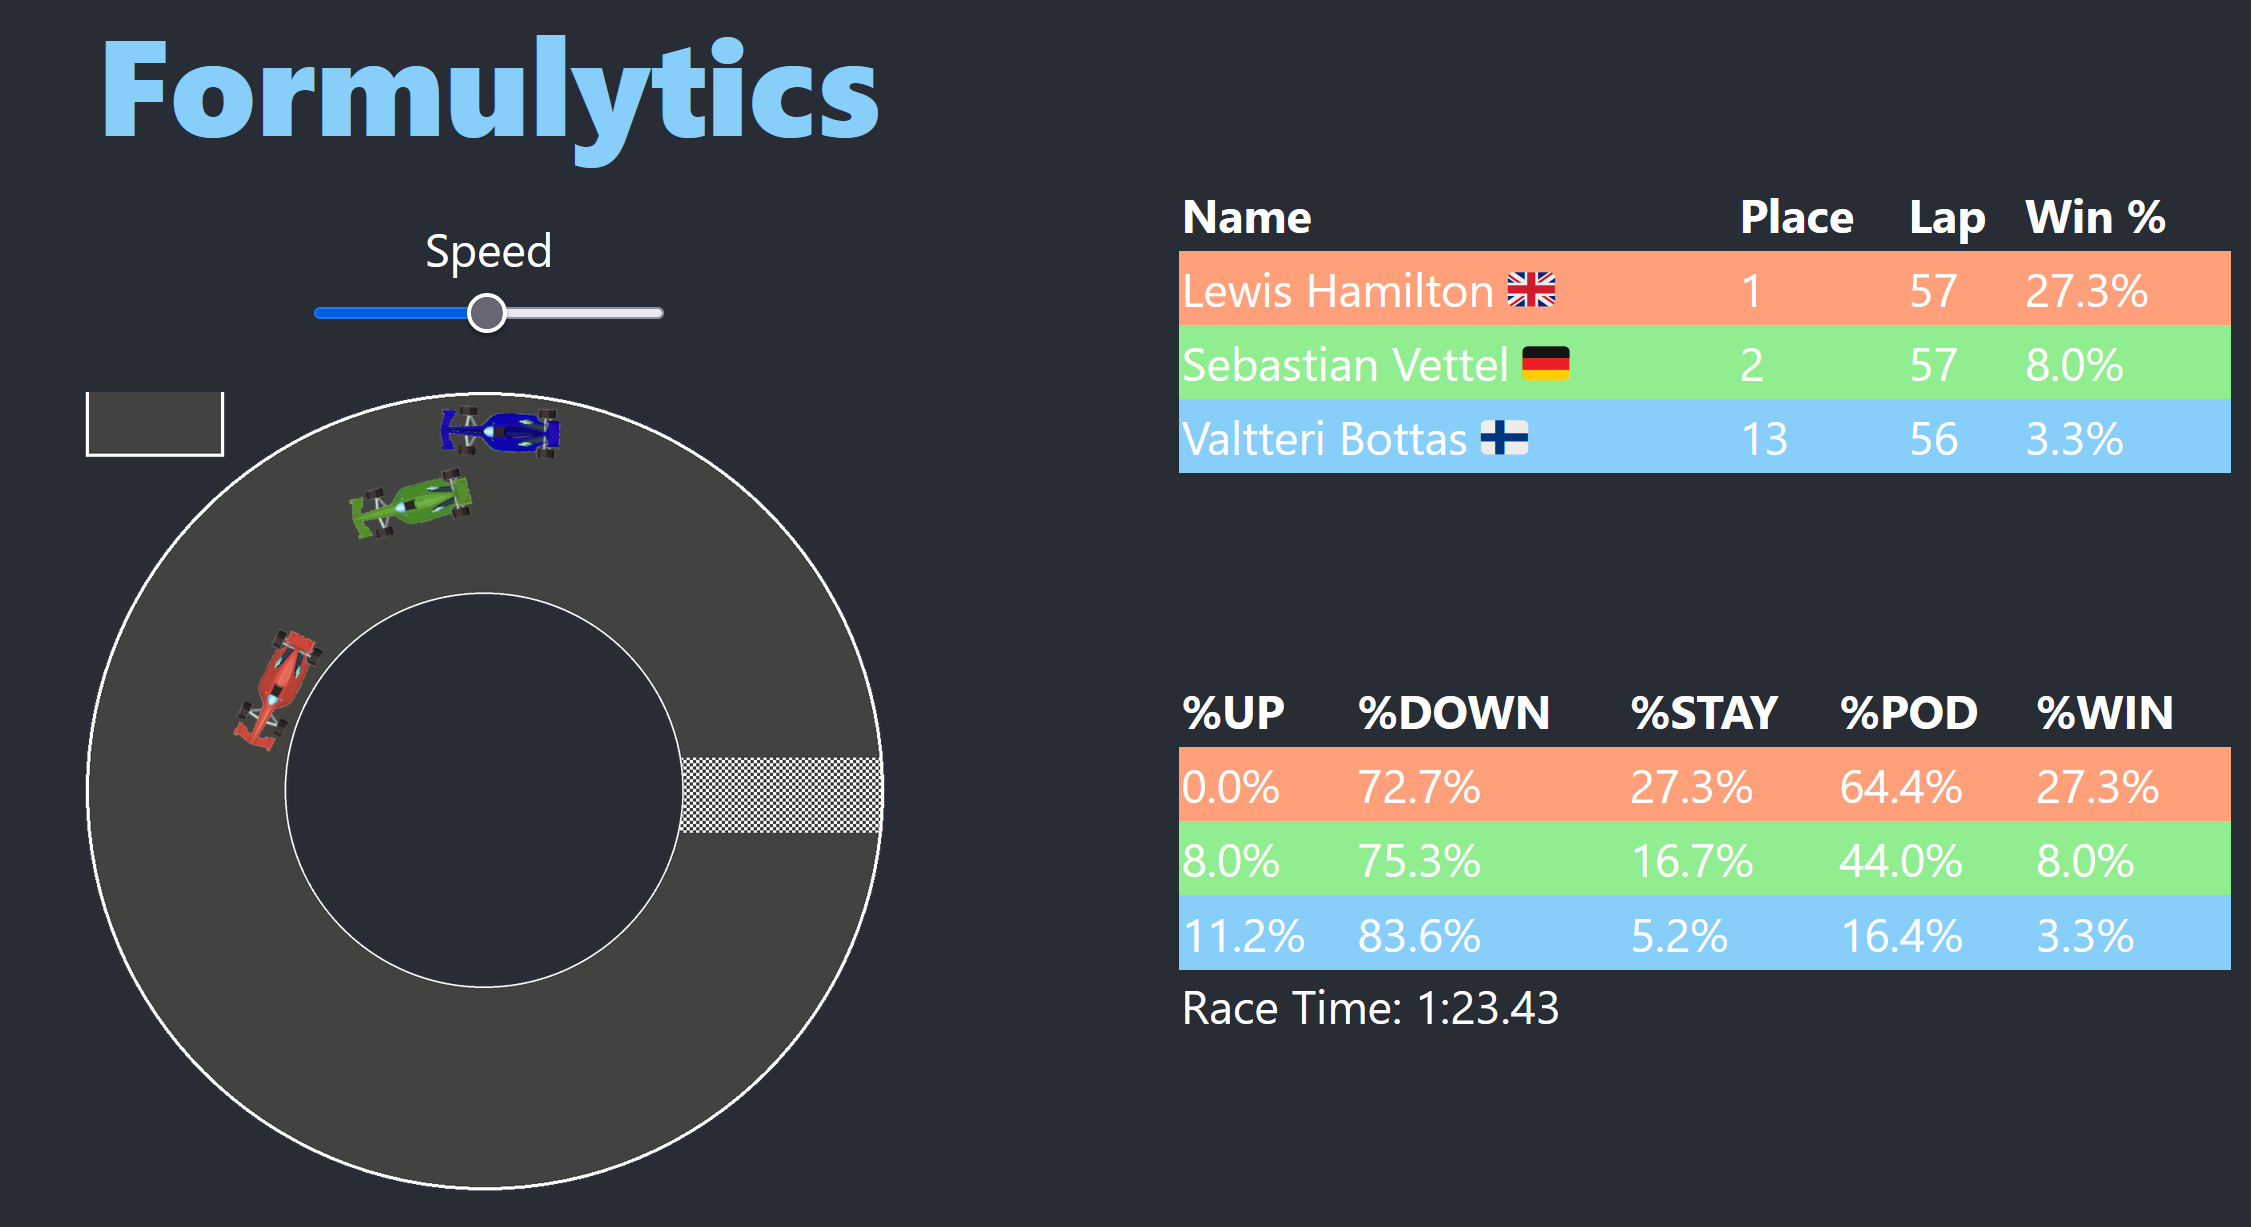 Formulytics
Speed
Name Place Lap Win %
Lewis Hamilton 1 57 27.3%
Sebastian Vettel 2 57 8.0%
Valtteri Bottas 13 56 3.3%
%UP %DOWN %STAY %POD %WIN
0.0% 72.7% 27.3% 64.4% 27.3%
8.0% 75.3% 16.7% 44.0% 8.0%
11.2% 83.6% 5.2% 16.4% 3.3%
Race Time: 1:23.43